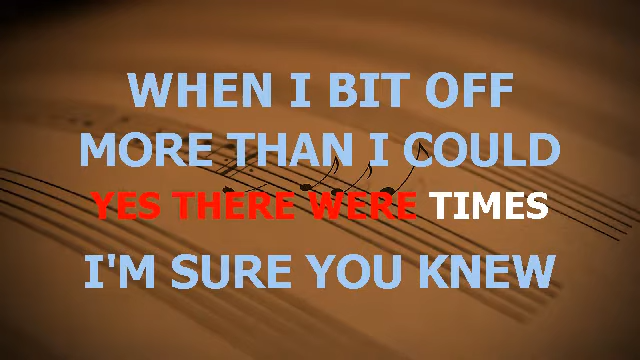 WHEN I BIT OFF
MORE THAN I COULD
YES THERE WERE TIMES
I'M SURE YOU KNEW